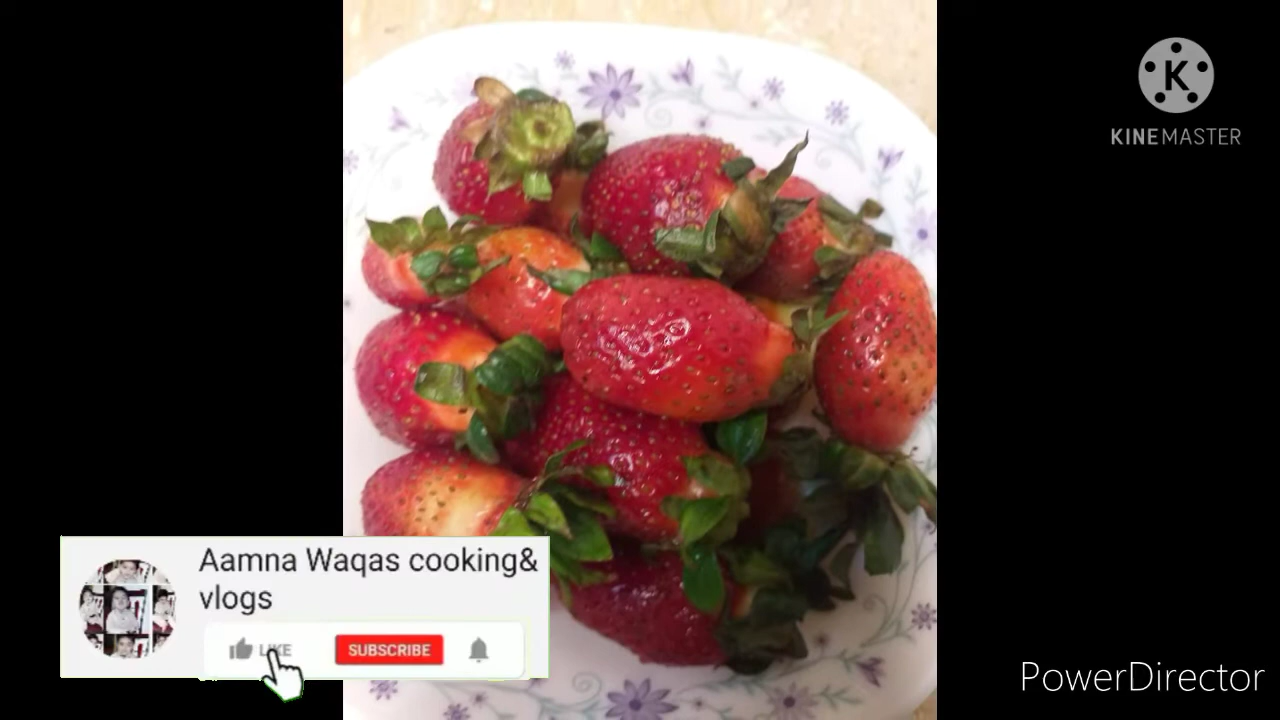 K
KINEMASTER
Aamna Waqas cooking&
vlogs
LIKE
SUBSCRIBE
PowerDirector